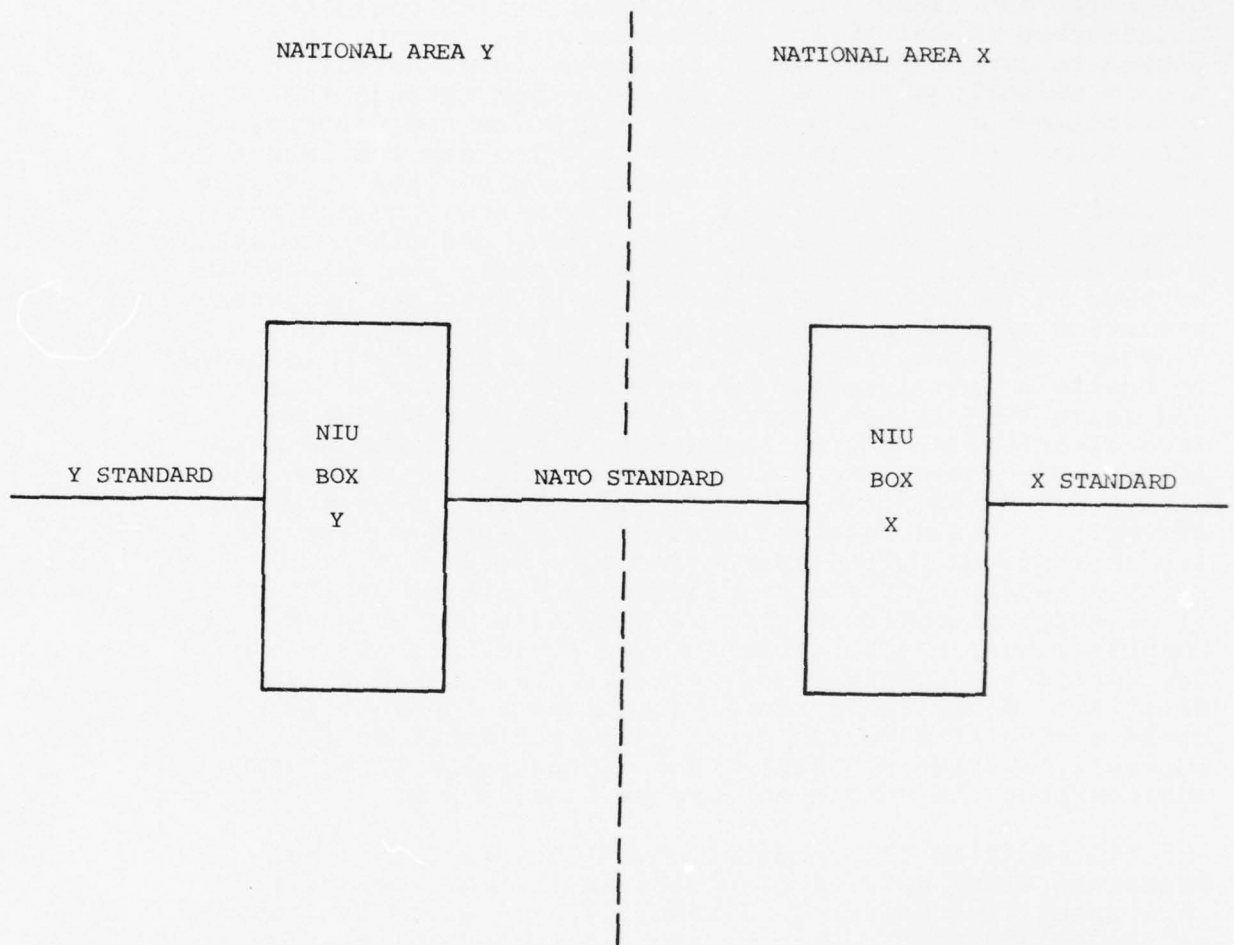 NATIONAL AREA Y
NATIONAL AREA X
Y STANDARD
NIU
BOX
Y
NATO STANDARD
NIU
BOX
X
X STANDARD